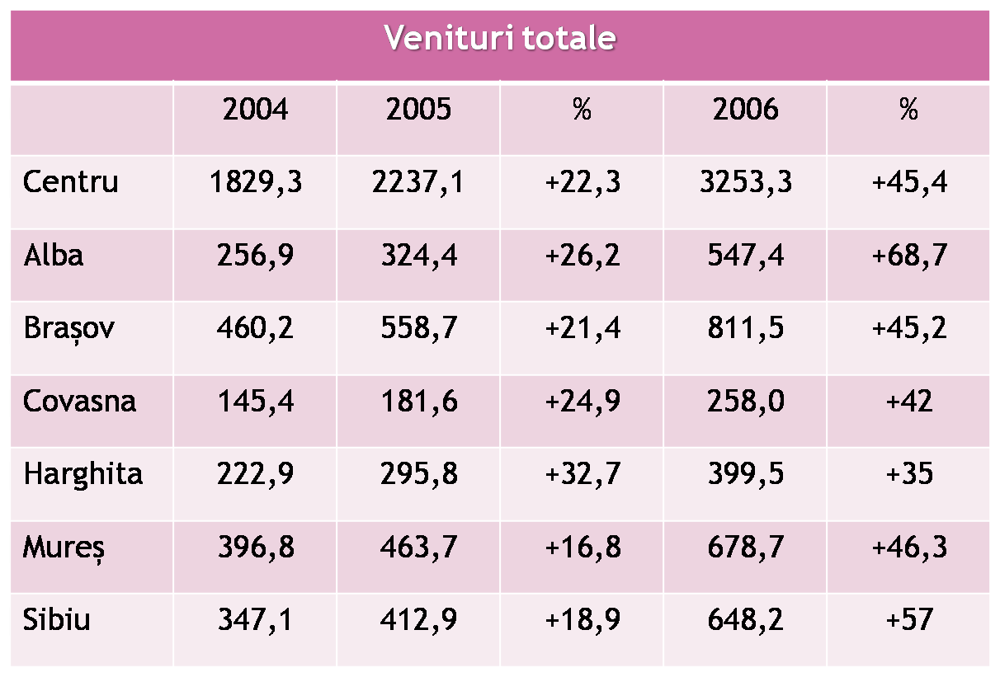 Venituri totale
2004 2005 % 2006 %
Centru 1829,3 2237,1 +22,3 3253,3 +45,4
Alba 256,9 324,4 +26,2 547,4 +68,7
Brașov 460,2 558,7 +21,4 811,5 +45,2
Covasna 145,4 181,6 +24,9 258,0 +42
Harghita 222,9 295,8 +32,7 399,5 +35
Mureș 396,8 463,7 +16,8 678,7 +46,3
Sibiu 347,1 412,9 +18,9 648,2 +57